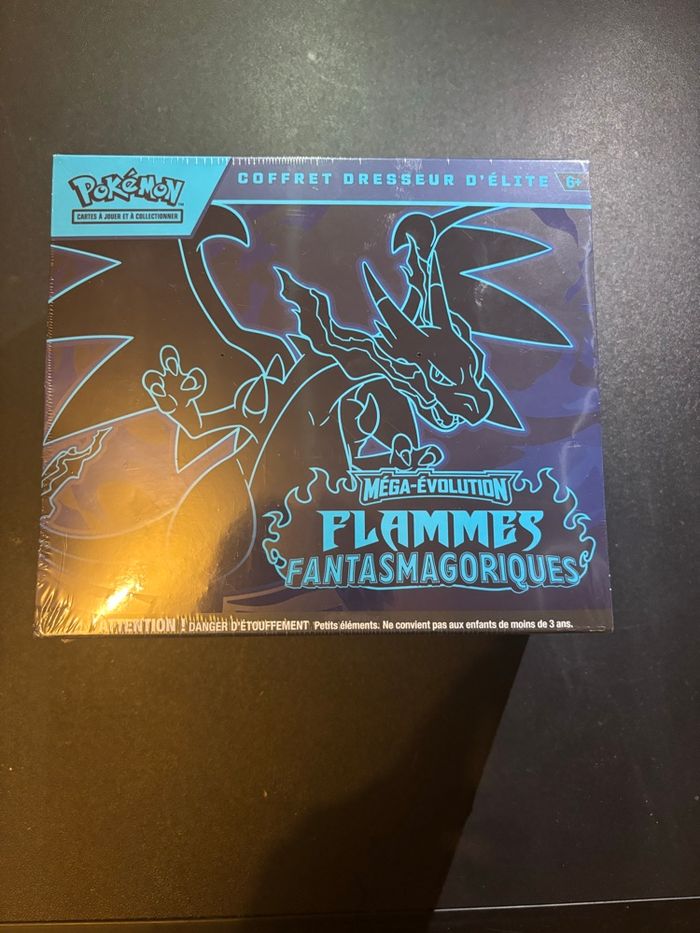 POKÉMON
CARTES À JOUER ET À COLLECTIONNER
COFFRET DRESSEUR D'ÉLITE 6+
MÉGA-ÉVOLUTION
FLAMMES
FANTASMAGORIQUES
ATTENTION ! DANGER D'ÉTOUFFEMENT Petits éléments. Ne convient pas aux enfants de moins de 3 ans.